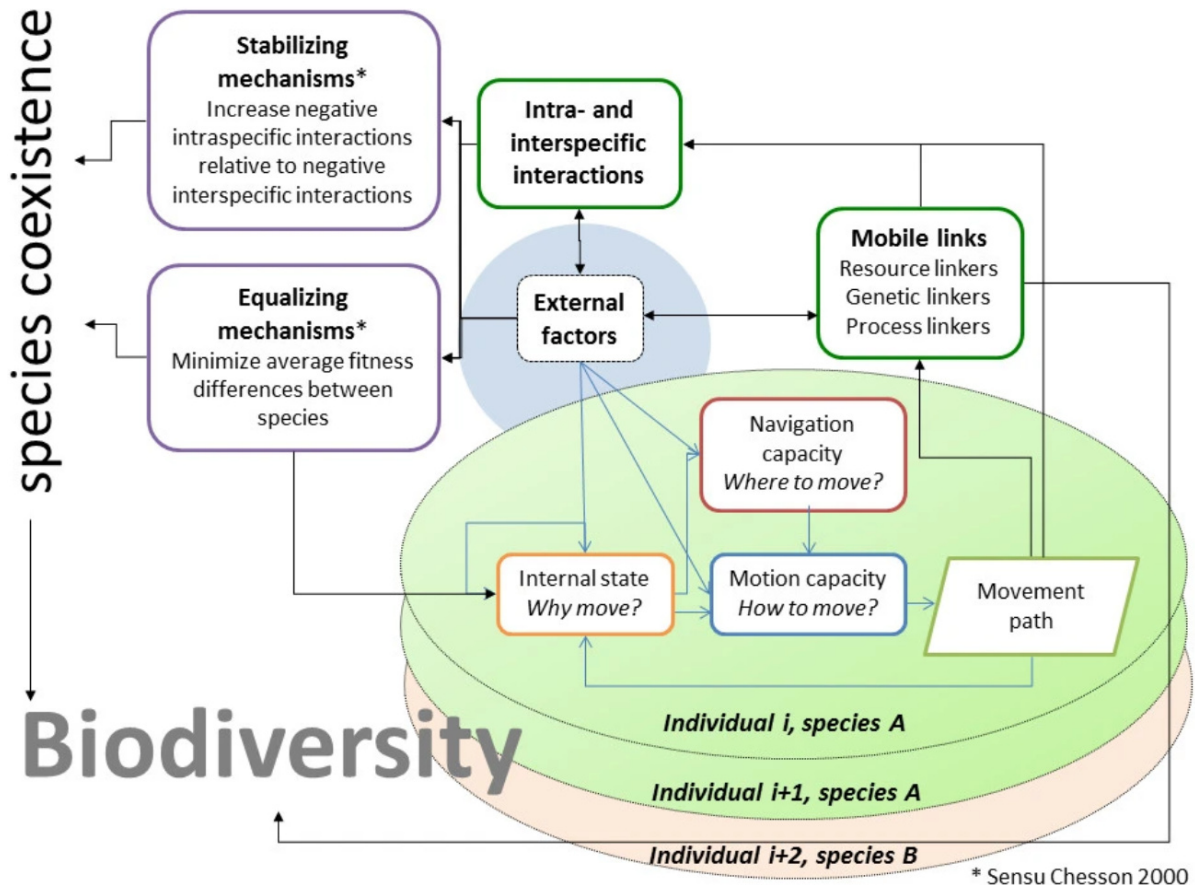 species coexistence
Stabilizing
mechanisms*
Increase negative
intraspecific interactions
relative to negative
interspecific interactions
Intra- and
interspecific
interactions
Mobile links
Resource linkers
Genetic linkers
Process linkers
Equalizing
mechanisms*
Minimize average fitness
differences between
species
External
factors
Navigation
capacity
Where to move?
Internal state
Why move?
Motion capacity
How to move?
Movement
path
Individual i, species A
Biodiversity
Individual i+1, species A
Individual i+2, species B
* Sensu Chesson 2000